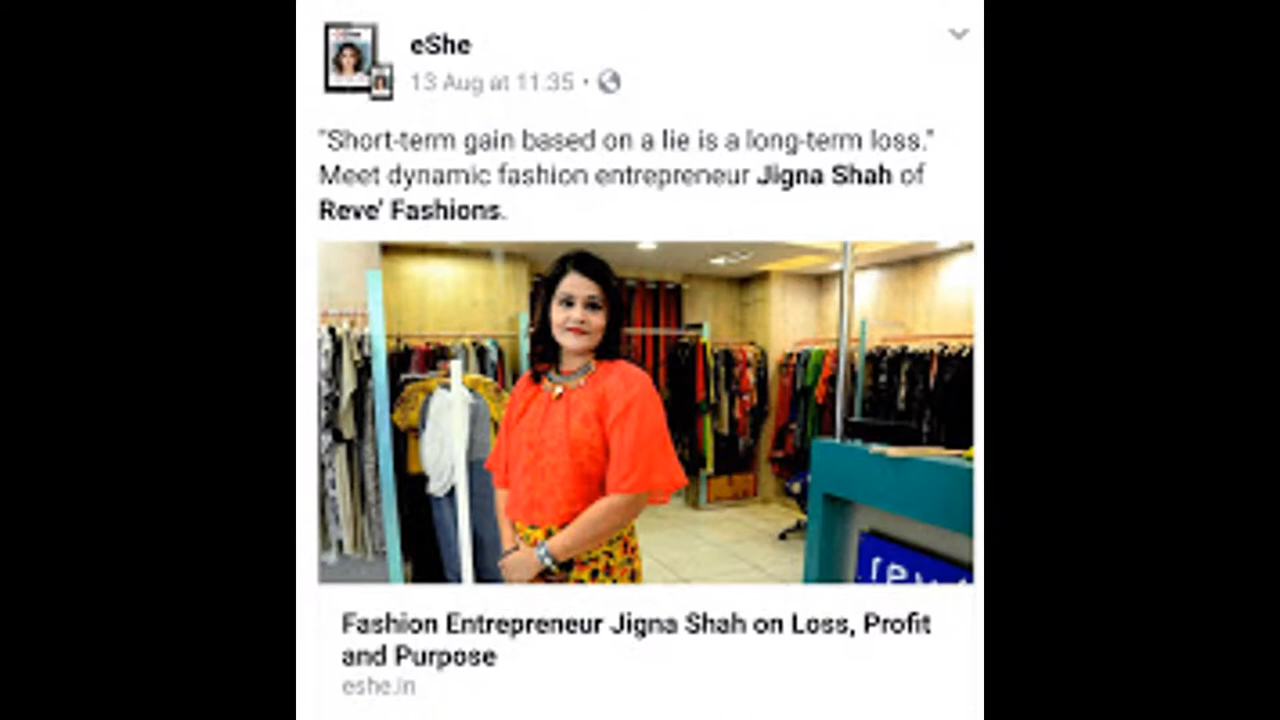 eShe
13 Aug at 11:35 ·
"Short-term gain based on a lie is a long-term loss."
Meet dynamic fashion entrepreneur Jigna Shah of
Reve' Fashions.
Fashion Entrepreneur Jigna Shah on Loss, Profit
and Purpose
eshe.in